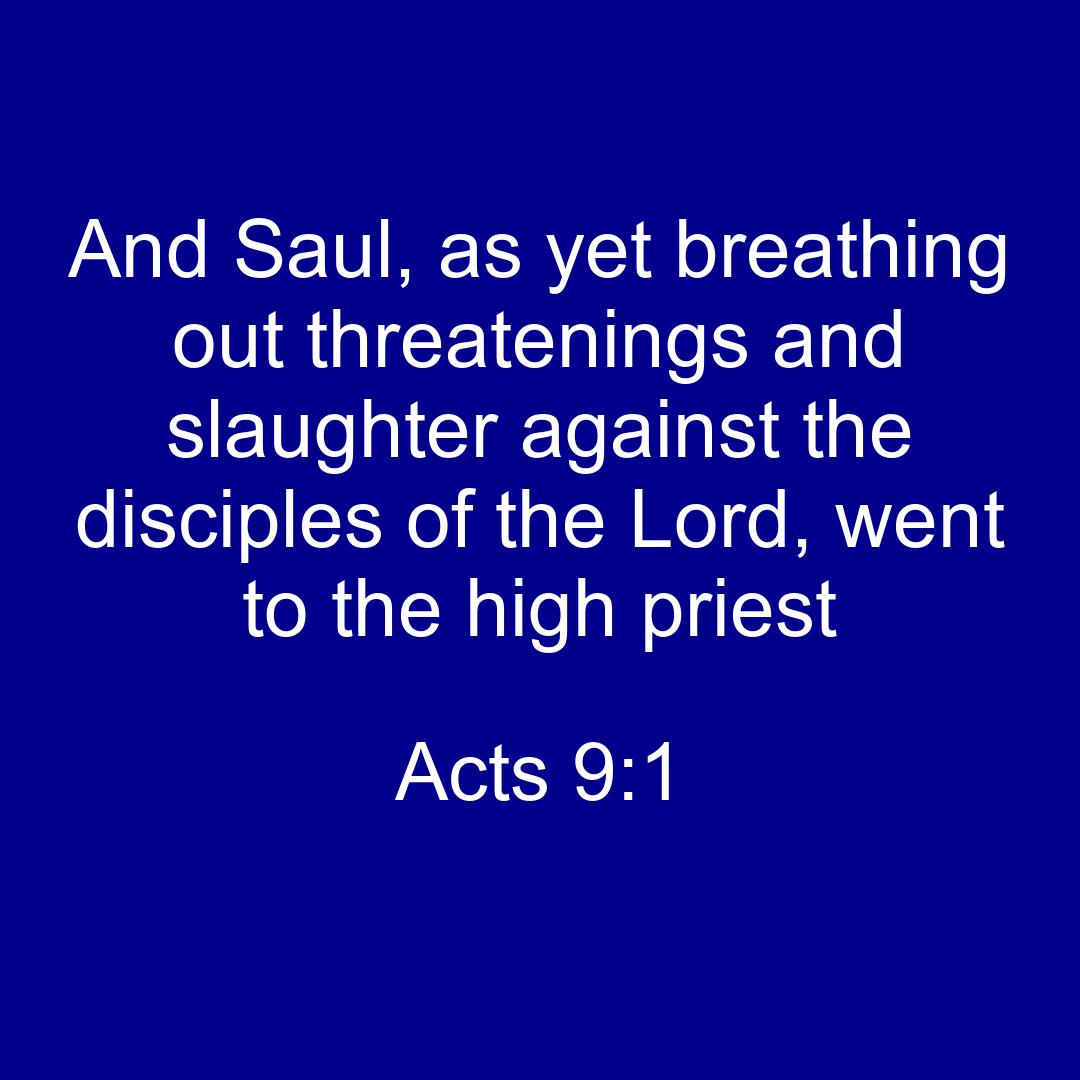 And Saul, as yet breathing
out threatenings and
slaughter against the
disciples of the Lord, went
to the high priest
Acts 9:1